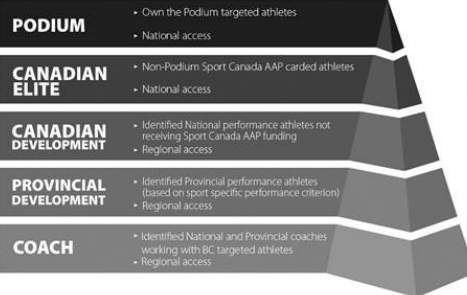 PODIUM
▸ Own the Podium targeted athletes
▸ National access
CANADIAN
ELITE
▸ Non-Podium Sport Canada AAP carded athletes
▸ National access
CANADIAN
DEVELOPMENT
▸ Identified National performance athletes not
receiving Sport Canada AAP funding
▸ Regional access
PROVINCIAL
DEVELOPMENT
▸ Identified Provincial performance athletes
(based on sport specific performance criterion)
▸ Regional access
COACH
▸ Identified National and Provincial coaches
working with BC targeted athletes
▸ Regional access